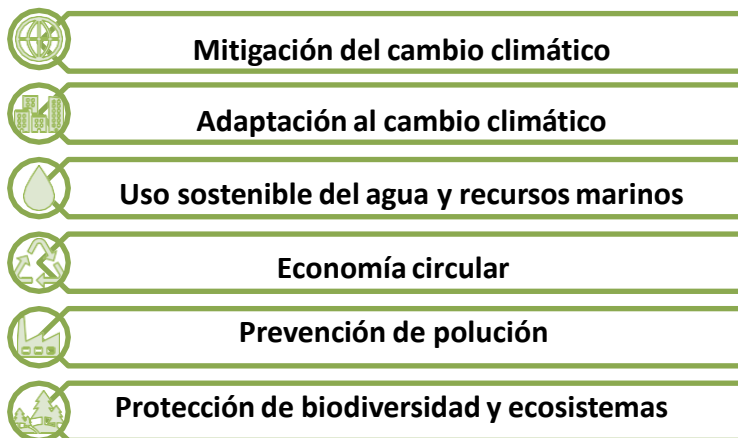 Mitigación del cambio climático
Adaptación al cambio climático
Uso sostenible del agua y recursos marinos
Economía circular
Prevención de polución
Protección de biodiversidad y ecosistemas